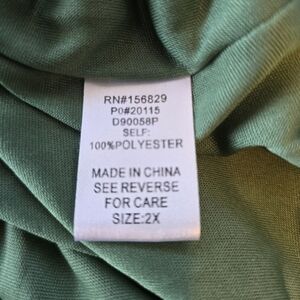 RN#156829
PO#20115
D90058P
SELF:
100%POLYESTER
MADE IN CHINA
SEE REVERSE
FOR CARE
SIZE:2X